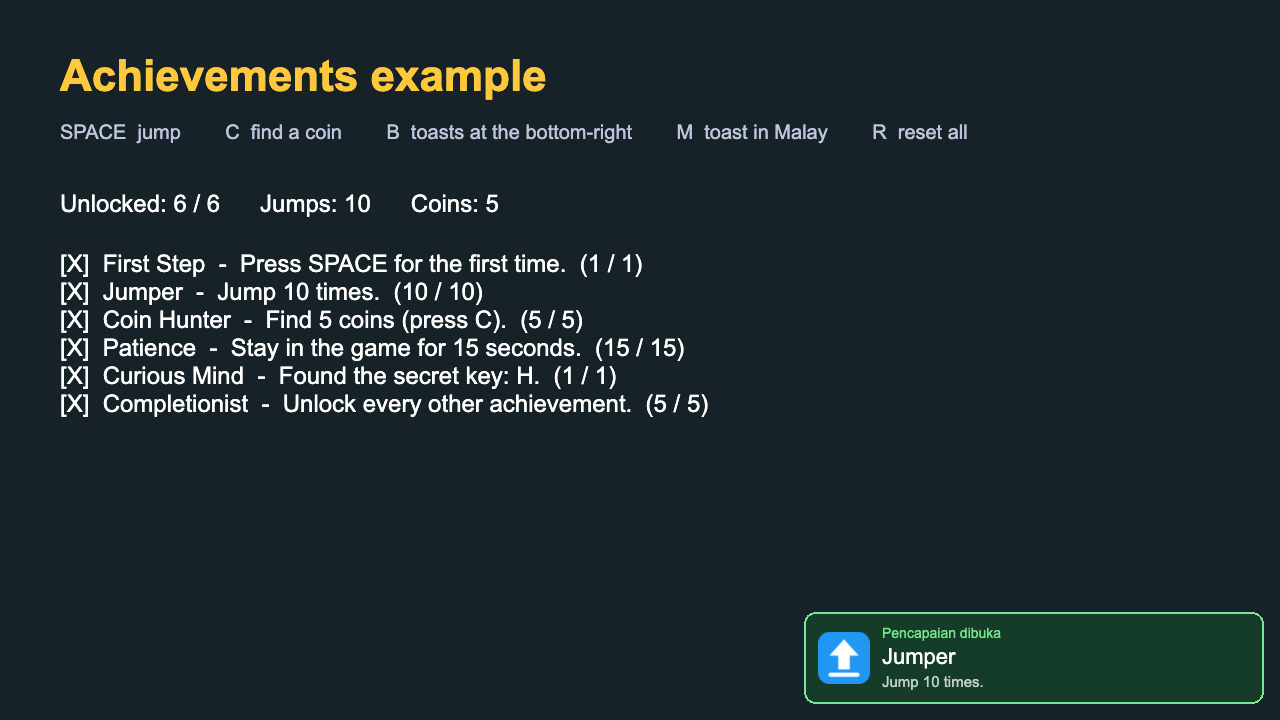 Achievements example
SPACE  jump        C  find a coin        B  toasts at the bottom-right        M  toast in Malay        R  reset all
Unlocked: 6 / 6      Jumps: 10      Coins: 5
[X]  First Step  -  Press SPACE for the first time.  (1 / 1)
[X]  Jumper  -  Jump 10 times.  (10 / 10)
[X]  Coin Hunter  -  Find 5 coins (press C).  (5 / 5)
[X]  Patience  -  Stay in the game for 15 seconds.  (15 / 15)
[X]  Curious Mind  -  Found the secret key: H.  (1 / 1)
[X]  Completionist  -  Unlock every other achievement.  (5 / 5)
Pencapaian dibuka
Jumper
Jump 10 times.